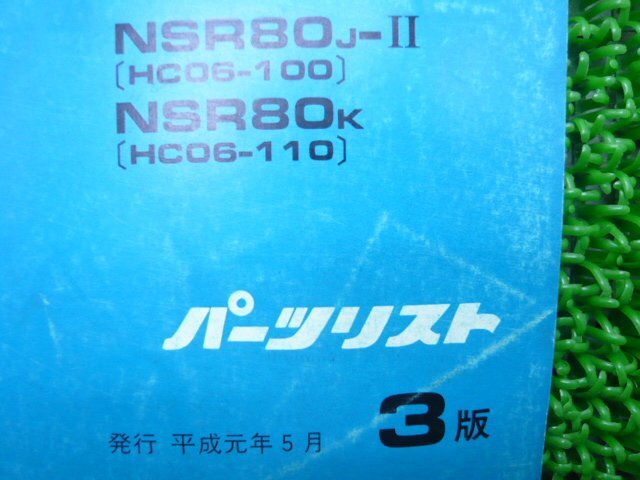 NSR80J-II
〔HC06-100〕
NSR80K
〔HC06-110〕
パーツリスト
発行 平成元年5月 3版